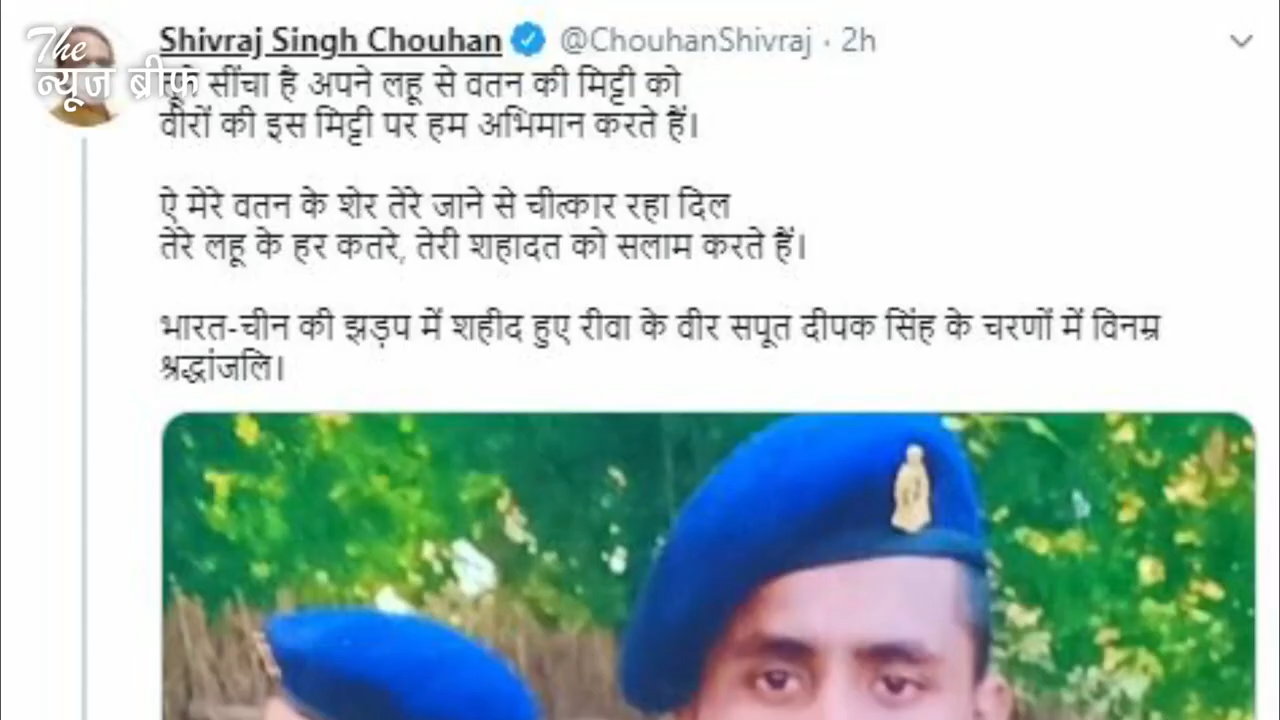 The
न्यूज ब्रीफ
Shivraj Singh Chouhan @ChouhanShivraj · 2h
सींचा है अपने लहू से वतन की मिट्टी को
वीरों की इस मिट्टी पर हम अभिमान करते हैं।
ऐ मेरे वतन के शेर तेरे जाने से चीत्कार रहा दिल
तेरे लहू के हर कतरे, तेरी शहादत को सलाम करते हैं।
भारत-चीन की झड़प में शहीद हुए रीवा के वीर सपूत दीपक सिंह के चरणों में विनम्र
श्रद्धांजलि।